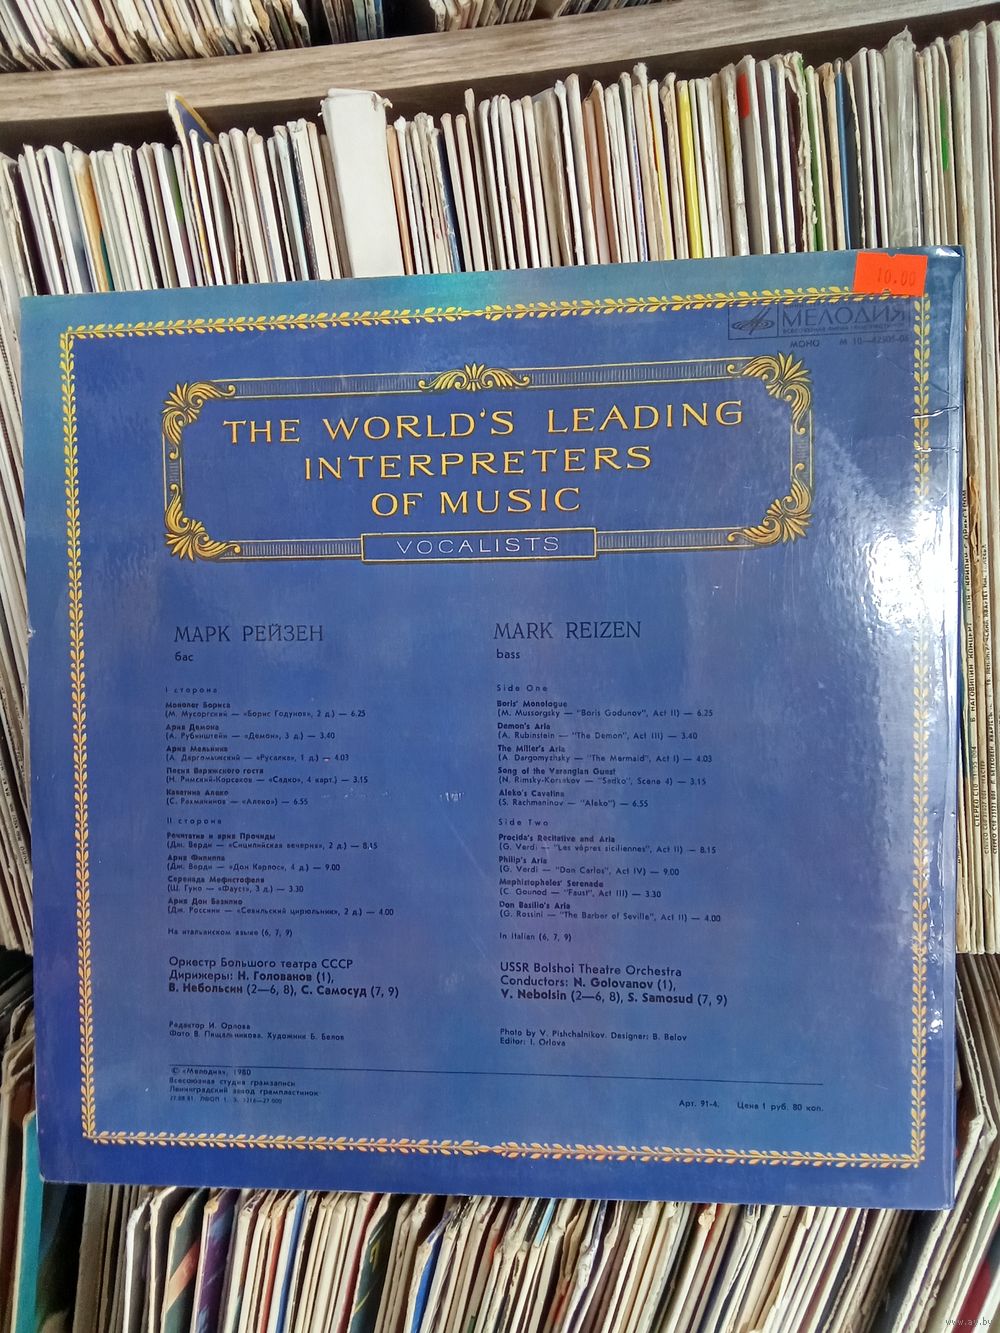 10.00
МЕЛОДИЯ
МОНО
THE WORLD'S LEADING
INTERPRETERS
OF MUSIC
VOCALISTS
МАРК РЕЙЗЕН
бас
I сторона
Монолог Бориса
(М. Мусоргский — «Борис Годунов», 2 д.) — 6.25
Ария Демона
(А. Рубинштейн — «Демон», 3 д.) — 3.40
Ария Мельника
(А. Даргомыжский — «Русалка», 1 д.) — 4.03
Песня Варяжского гостя
(Н. Римский-Корсаков — «Садко», 4 карт.) — 3.15
Каватина Алеко
(С. Рахманинов — «Алеко») — 6.55
II сторона
Речитатив и ария Прочиды
(Дж. Верди — «Сицилийская вечерня», 2 д.) — 8.15
Ария Филиппа
(Дж. Верди — «Дон Карлос», 4 д.) — 9.00
Серенада Мефистофеля
(Ш. Гуно — «Фауст», 3 д.) — 3.30
Ария Дон Базилио
(Дж. Россини — «Севильский цирюльник», 2 д.) — 4.00
На итальянском языке (6, 7, 9)
Оркестр Большого театра СССР
Дирижеры: Н. Голованов (1),
В. Небольсин (2—6, 8), С. Самосуд (7, 9)
Редактор И. Орлова
Фото В. Пищальникова. Художник Б. Белов
MARK REIZEN
bass
Side One
Boris' Monologue
(M. Mussorgsky — "Boris Godunov", Act II) — 6.25
Demon's Aria
(A. Rubinstein — "The Demon", Act III) — 3.40
The Miller's Aria
(A. Dargomyzhsky — "The Mermaid", Act I) — 4.03
Song of the Varangian Guest
(N. Rimsky-Korsakov — "Sadko", Scene 4) — 3.15
Aleko's Cavatina
(S. Rachmaninov — "Aleko") — 6.55
Side Two
Procida's Recitative and Aria
(G. Verdi — "Les vêpres siciliennes", Act II) — 8.15
Philip's Aria
(G. Verdi — "Don Carlos", Act IV) — 9.00
Mephistopheles' Serenade
(C. Gounod — "Faust", Act III) — 3.30
Don Basilio's Aria
(G. Rossini — "The Barber of Seville", Act II) — 4.00
In Italian (6, 7, 9)
USSR Bolshoi Theatre Orchestra
Conductors: N. Golovanov (1),
V. Nebolsin (2—6, 8), S. Samosud (7, 9)
Photo by V. Pishchalnikov. Designer: B. Belov
Editor: I. Orlova
© «Мелодия», 1980
Всесоюзная студия грамзаписи
Ленинградский завод грампластинок
Арт. 91-4. Цена 1 руб. 80 коп.
www.ay.by